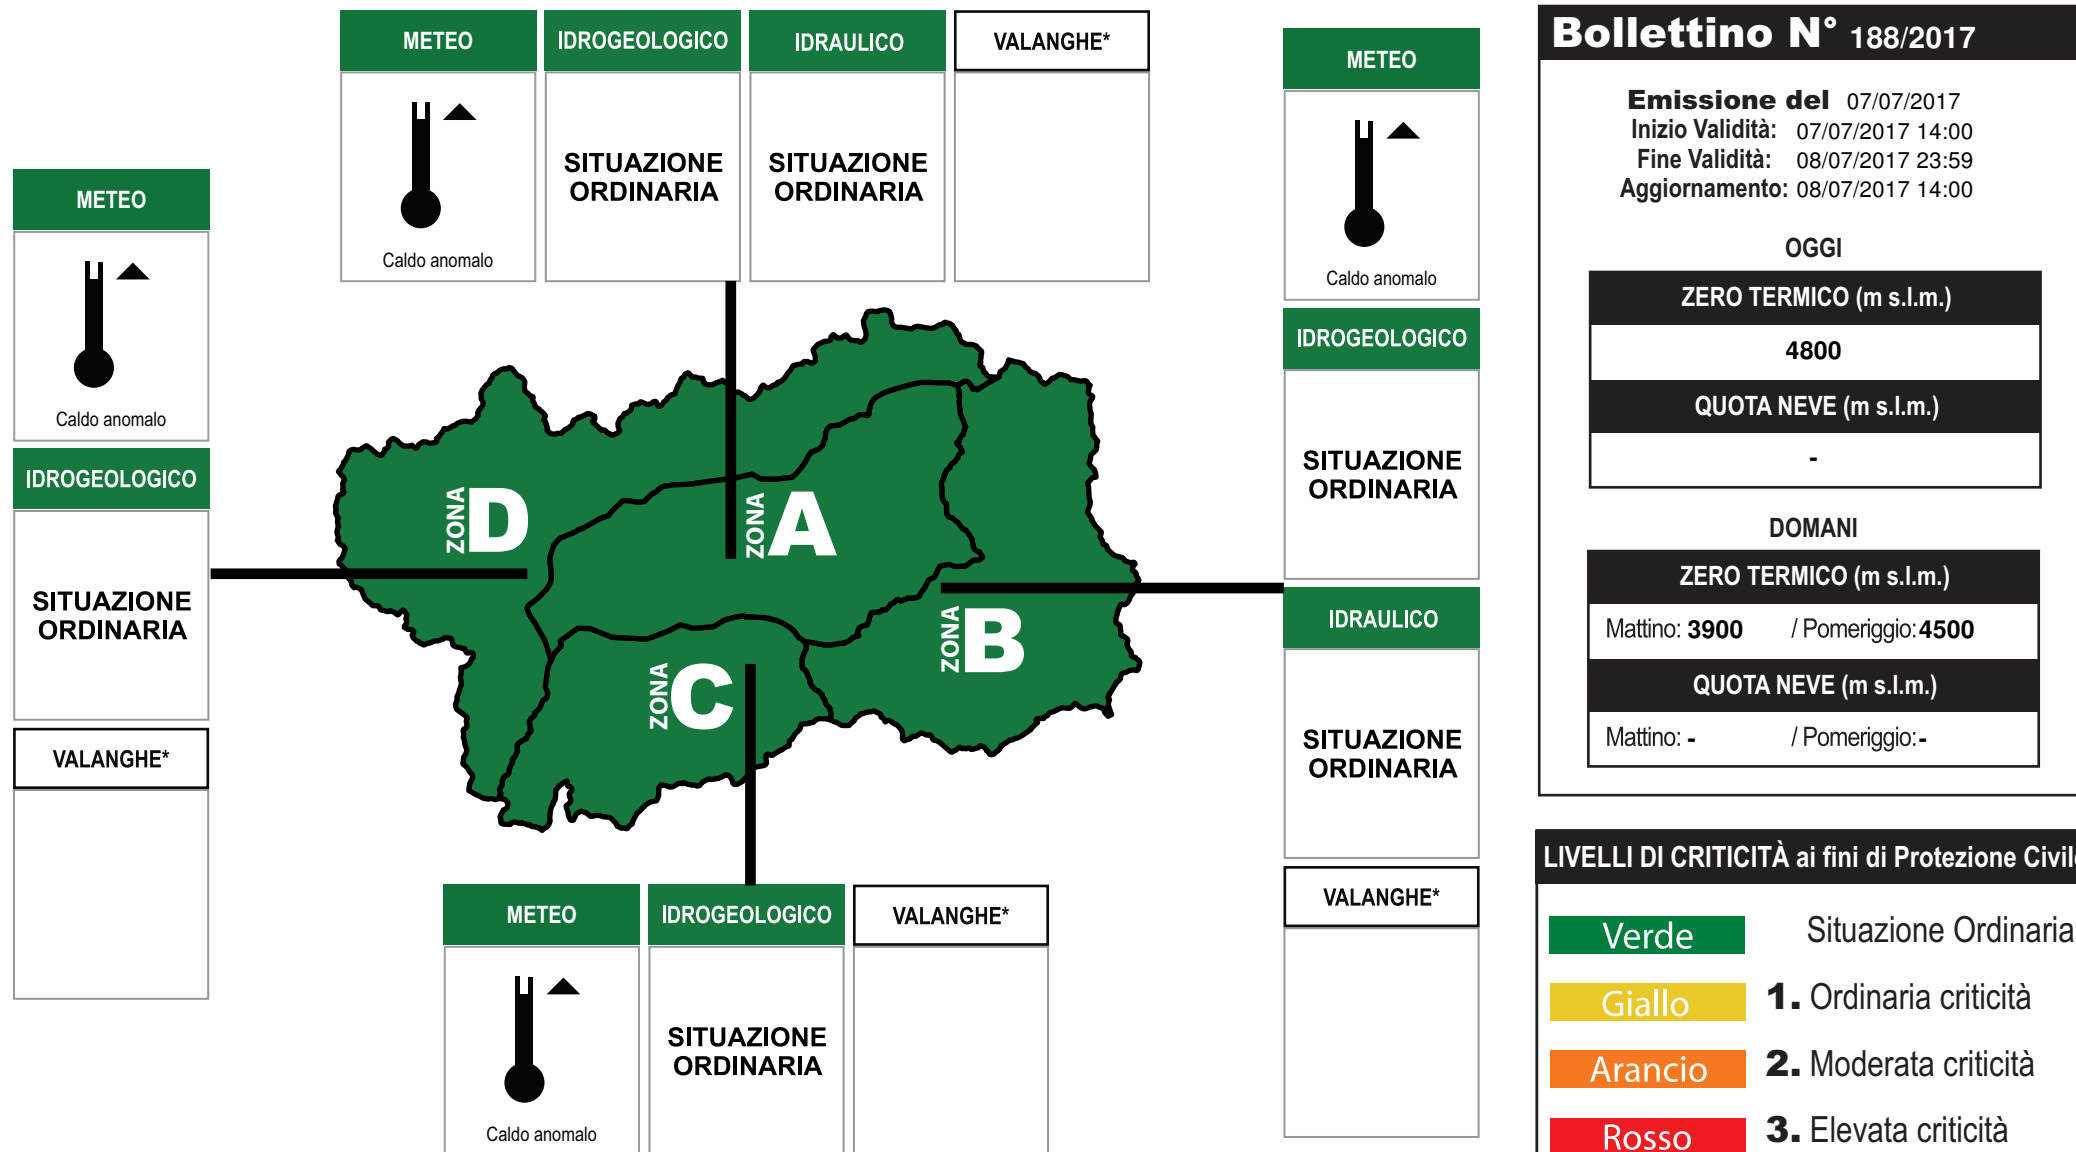 METEO
IDROGEOLOGICO
IDRAULICO
VALANGHE*
Caldo anomalo
SITUAZIONE
ORDINARIA
SITUAZIONE
ORDINARIA
METEO
Caldo anomalo
IDROGEOLOGICO
SITUAZIONE
ORDINARIA
VALANGHE*
METEO
Caldo anomalo
IDROGEOLOGICO
SITUAZIONE
ORDINARIA
IDRAULICO
SITUAZIONE
ORDINARIA
VALANGHE*
ZONA D
ZONA A
ZONA B
ZONA C
METEO
IDROGEOLOGICO
VALANGHE*
Caldo anomalo
SITUAZIONE
ORDINARIA
Bollettino N° 188/2017
Emissione del 07/07/2017
Inizio Validità: 07/07/2017 14:00
Fine Validità: 08/07/2017 23:59
Aggiornamento: 08/07/2017 14:00
OGGI
ZERO TERMICO (m s.l.m.)
4800
QUOTA NEVE (m s.l.m.)
-
DOMANI
ZERO TERMICO (m s.l.m.)
Mattino: 3900 / Pomeriggio: 4500
QUOTA NEVE (m s.l.m.)
Mattino: - / Pomeriggio: -
LIVELLI DI CRITICITÀ ai fini di Protezione Civile
Verde Situazione Ordinaria
Giallo 1. Ordinaria criticità
Arancio 2. Moderata criticità
Rosso 3. Elevata criticità